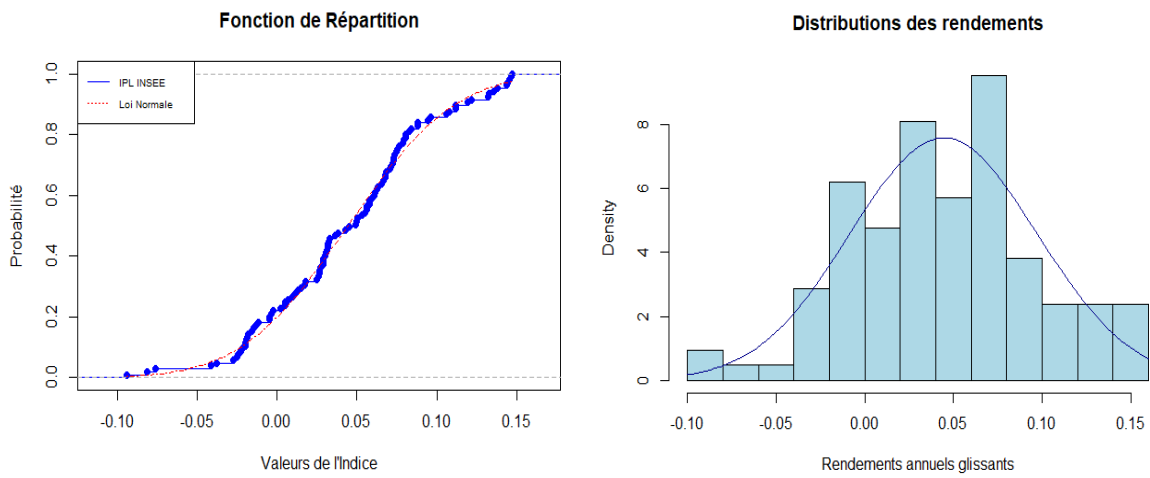 Fonction de Répartition
IPL INSEE
Loi Normale
Probabilité
1.0
0.8
0.6
0.4
0.2
0.0
-0.10 -0.05 0.00 0.05 0.10 0.15
Valeurs de l'Indice
Distributions des rendements
Density
8
6
4
2
0
-0.10 -0.05 0.00 0.05 0.10 0.15
Rendements annuels glissants